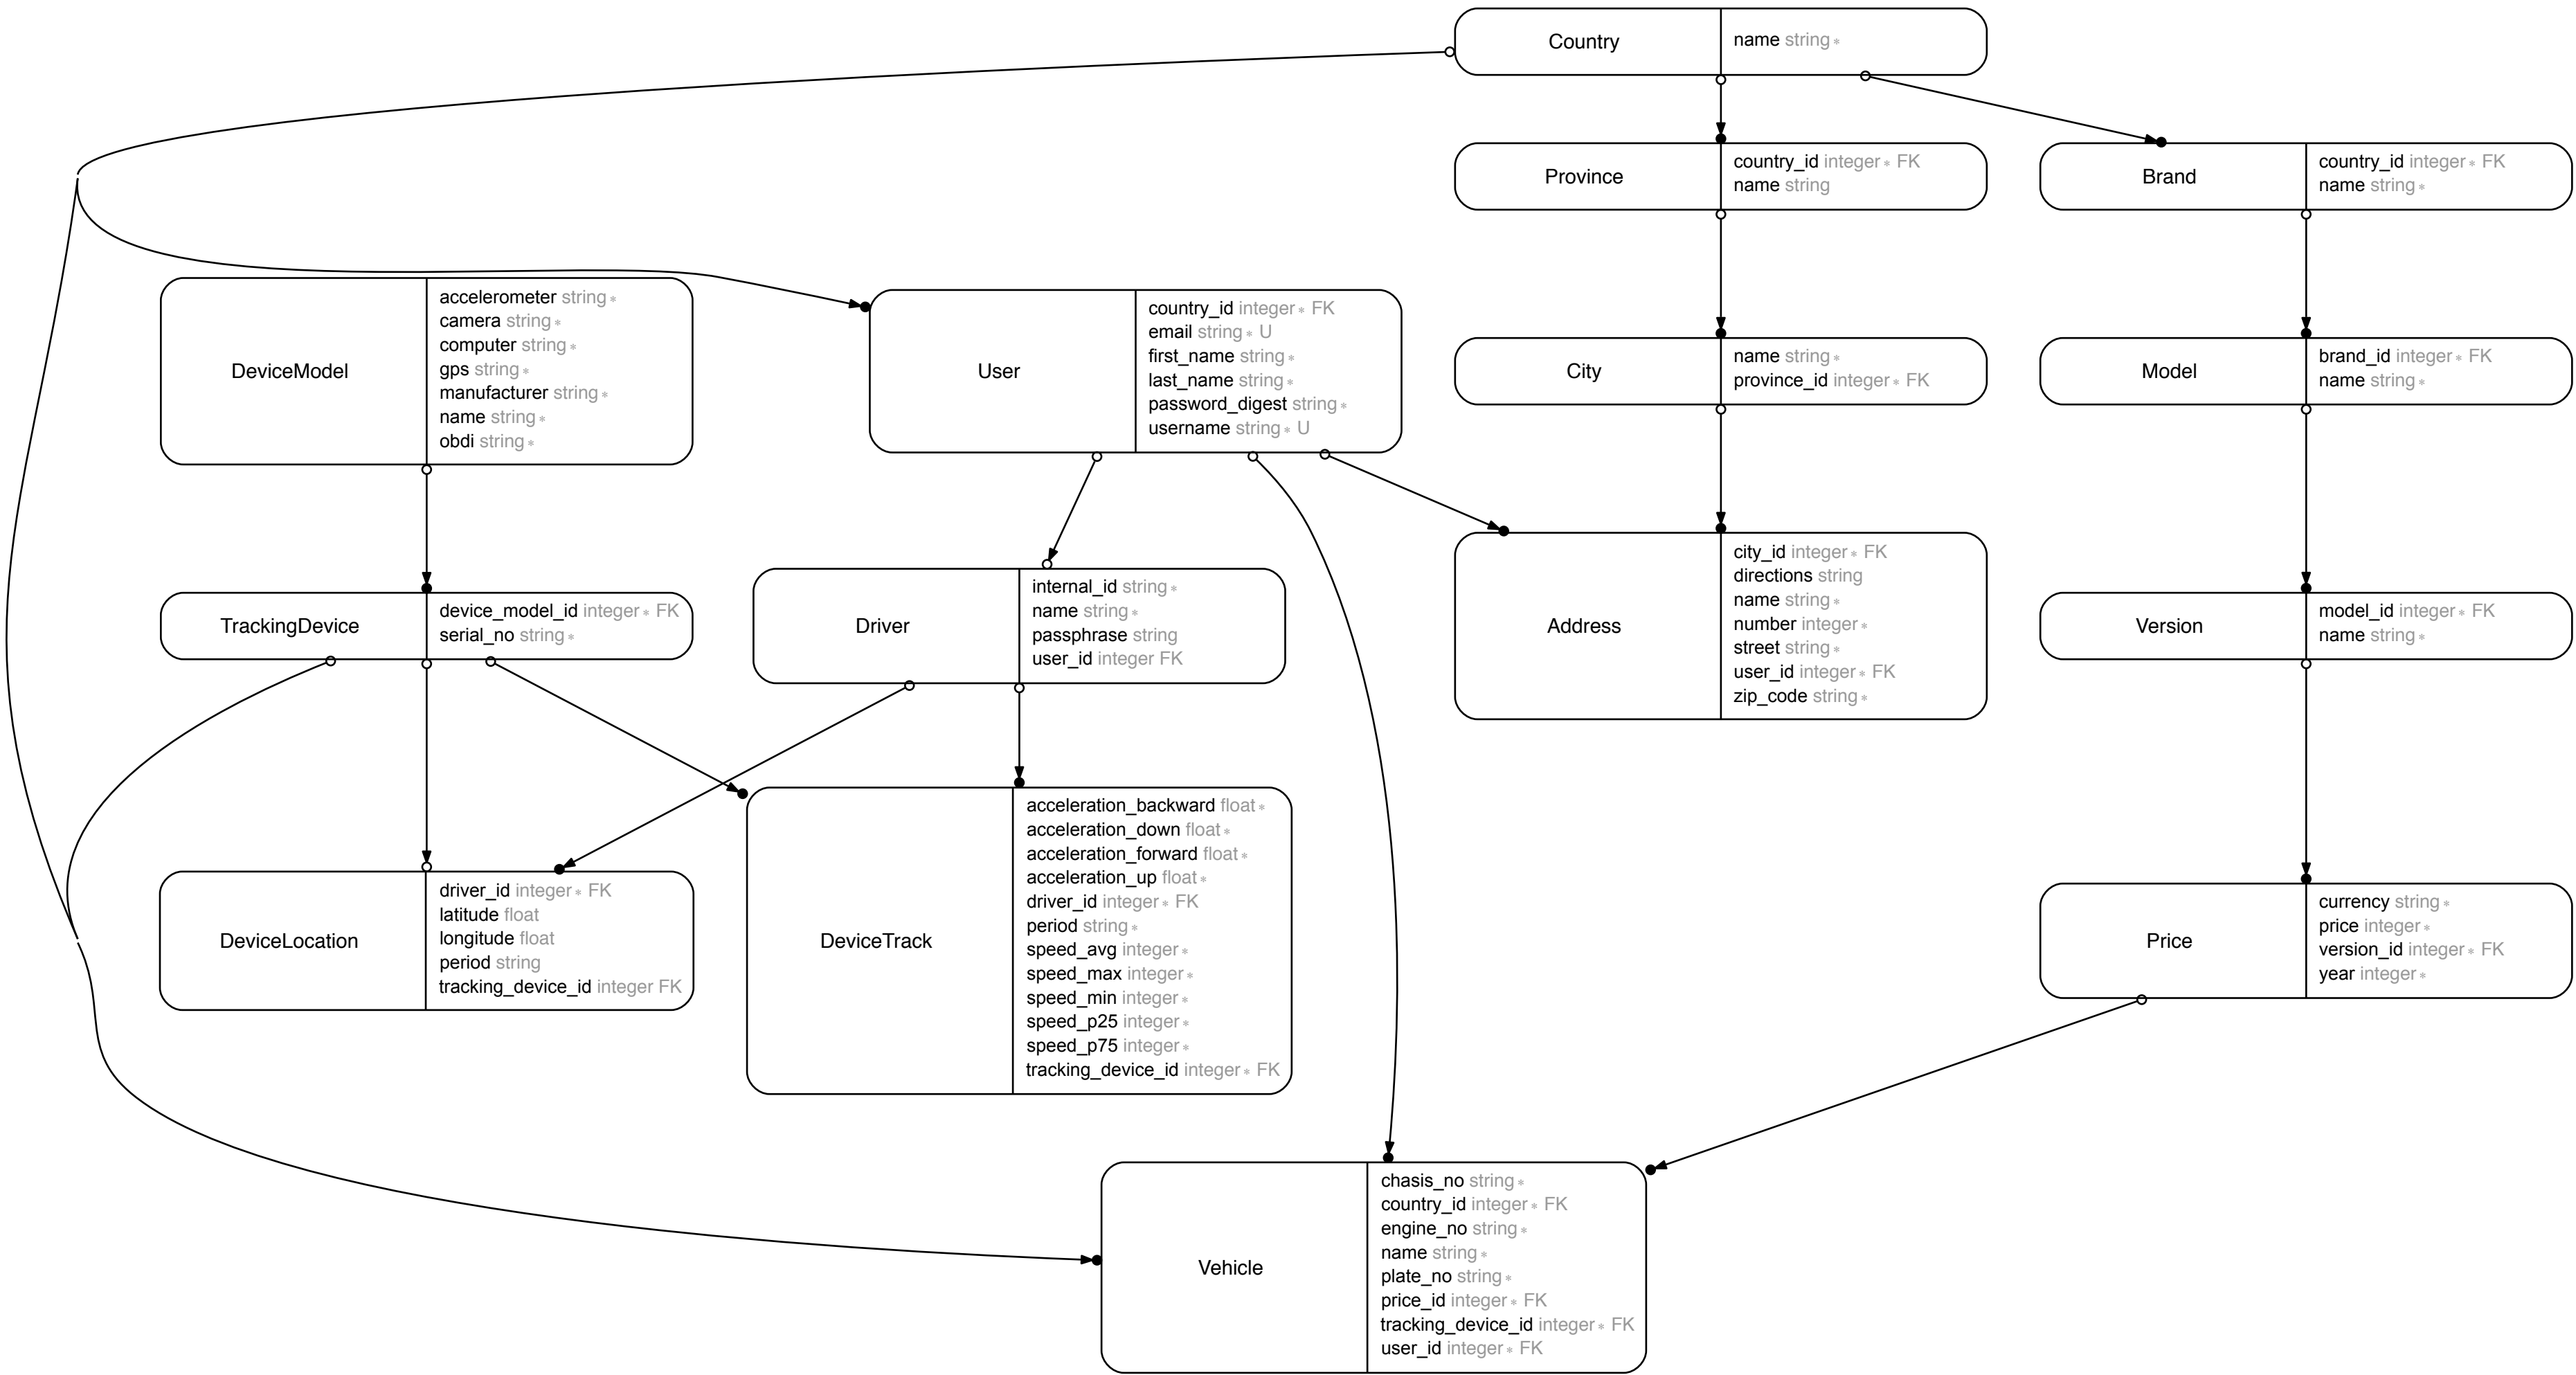 Country
name string∗
Province
country_id integer∗ FK
name string
Brand
country_id integer∗ FK
name string∗
DeviceModel
accelerometer string∗
camera string∗
computer string∗
gps string∗
manufacturer string∗
name string∗
obdi string∗
User
country_id integer∗ FK
email string∗ U
first_name string∗
last_name string∗
password_digest string∗
username string∗ U
City
name string∗
province_id integer∗ FK
Model
brand_id integer∗ FK
name string∗
TrackingDevice
device_model_id integer∗ FK
serial_no string∗
Driver
internal_id string∗
name string∗
passphrase string
user_id integer FK
Address
city_id integer∗ FK
directions string
name string∗
number integer∗
street string∗
user_id integer∗ FK
zip_code string∗
Version
model_id integer∗ FK
name string∗
DeviceLocation
driver_id integer∗ FK
latitude float
longitude float
period string
tracking_device_id integer FK
DeviceTrack
acceleration_backward float∗
acceleration_down float∗
acceleration_forward float∗
acceleration_up float∗
driver_id integer∗ FK
period string∗
speed_avg integer∗
speed_max integer∗
speed_min integer∗
speed_p25 integer∗
speed_p75 integer∗
tracking_device_id integer∗ FK
Price
currency string∗
price integer∗
version_id integer∗ FK
year integer∗
Vehicle
chasis_no string∗
country_id integer∗ FK
engine_no string∗
name string∗
plate_no string∗
price_id integer∗ FK
tracking_device_id integer∗ FK
user_id integer∗ FK